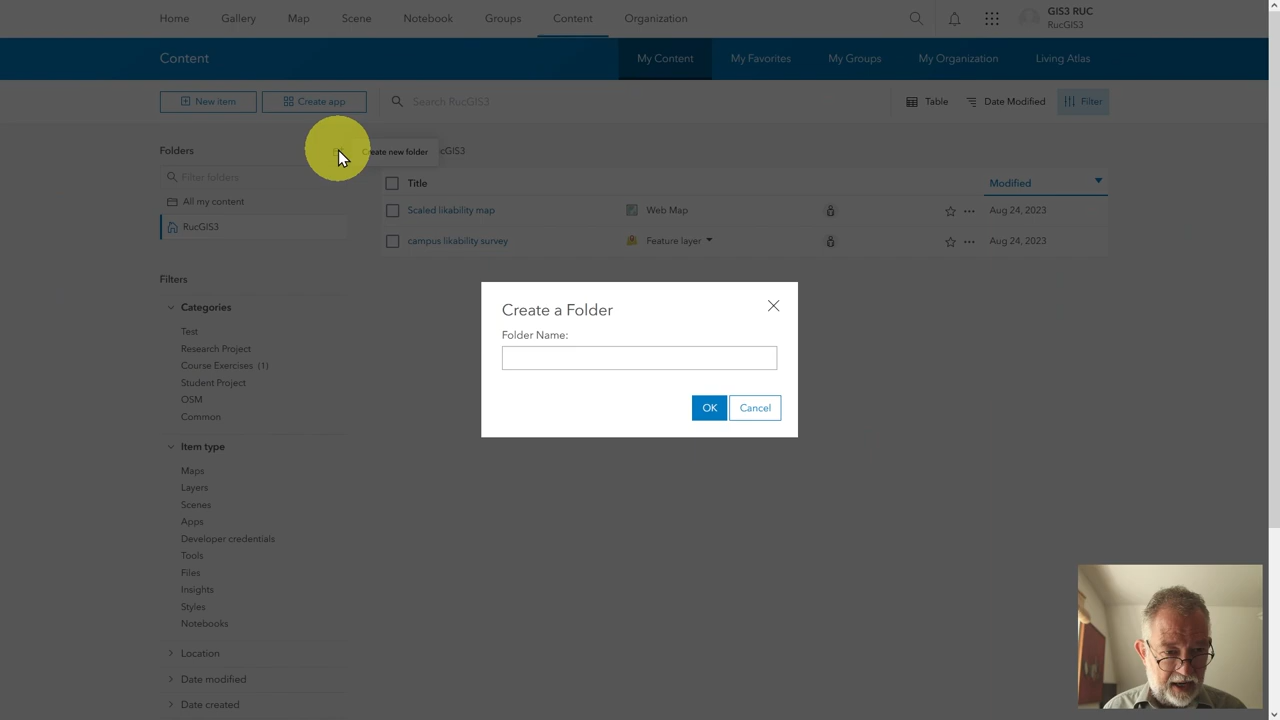 Home Gallery Map Scene Notebook Groups Content Organization
GIS3 RUC
RucGIS3
Content
My Content My Favorites My Groups My Organization Living Atlas
New item Create app Search RucGIS3 Table Date Modified Filter
Folders
Create new folder
Filter folders
All my content
RucGIS3
Title Modified
Scaled likability map Web Map Aug 24, 2023
campus likability survey Feature layer Aug 24, 2023
Filters
Categories
Test
Research Project
Course Exercises (1)
Student Project
OSM
Common
Item type
Maps
Layers
Scenes
Apps
Developer credentials
Tools
Files
Insights
Styles
Notebooks
Location
Date modified
Date created
Create a Folder
Folder Name:
OK Cancel